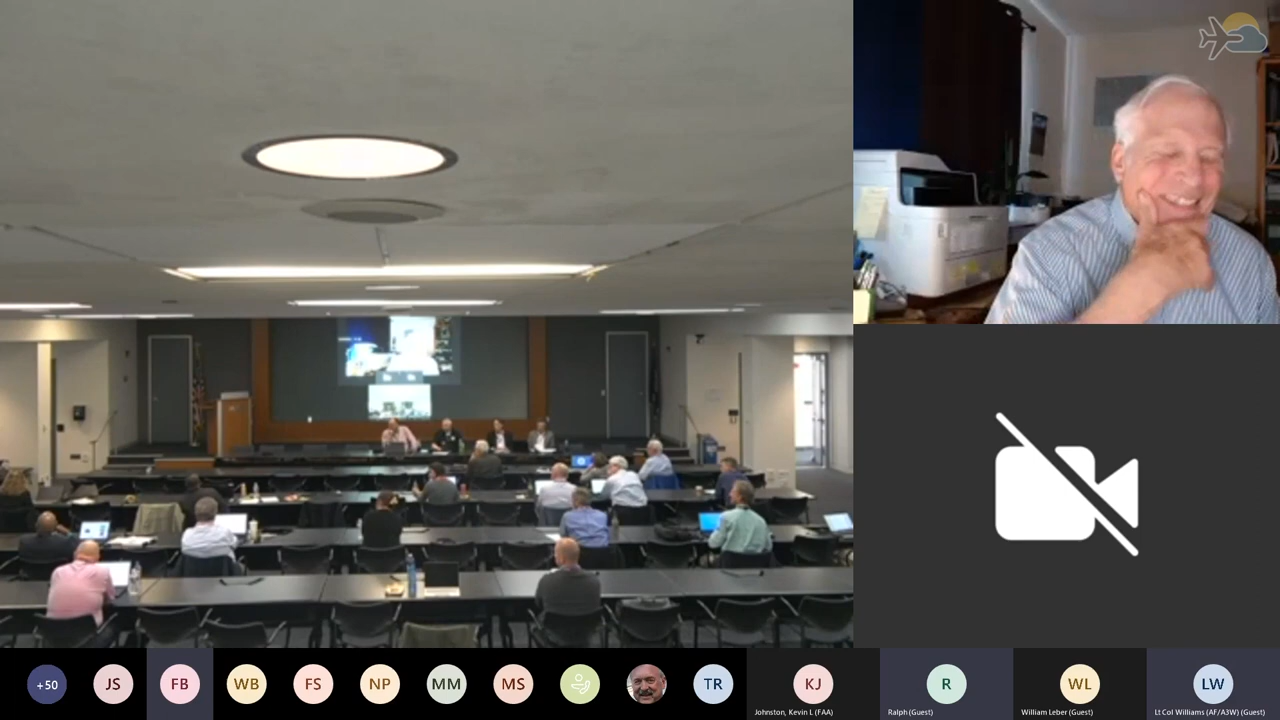 +50
JS
FB
WB
FS
NP
MM
MS
TR
KJ
Johnston, Kevin L (FAA)
R
Ralph (Guest)
WL
William Leber (Guest)
LW
Lt Col Williams (AF/A3W) (Guest)